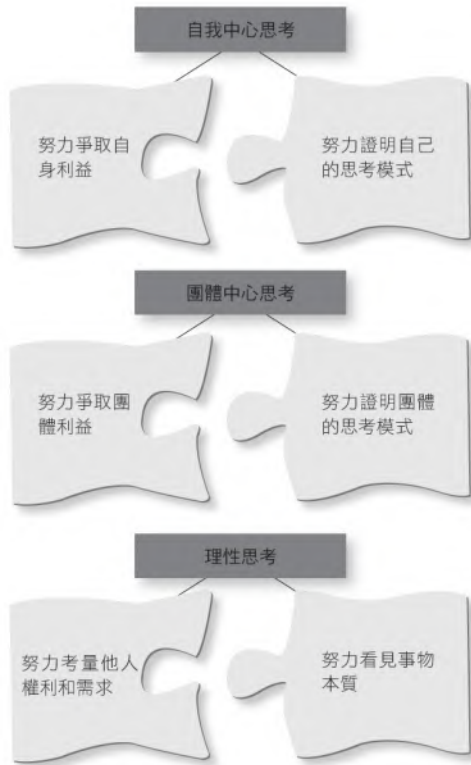 自我中心思考
努力爭取自
身利益
努力證明自己
的思考模式
團體中心思考
努力爭取團
體利益
努力證明團體
的思考模式
理性思考
努力考量他人
權利和需求
努力看見事物
本質